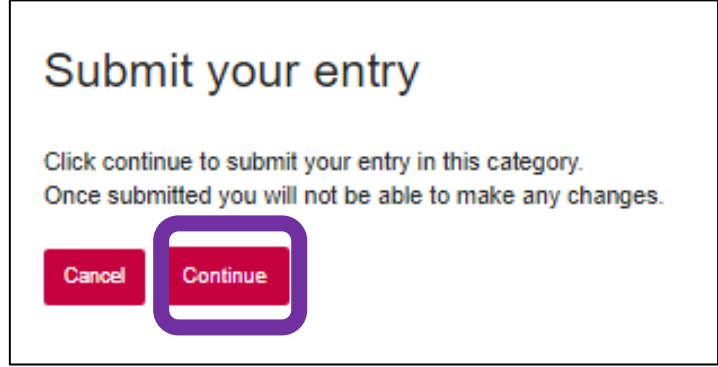 Submit your entry
Click continue to submit your entry in this category.
Once submitted you will not be able to make any changes.
Cancel Continue